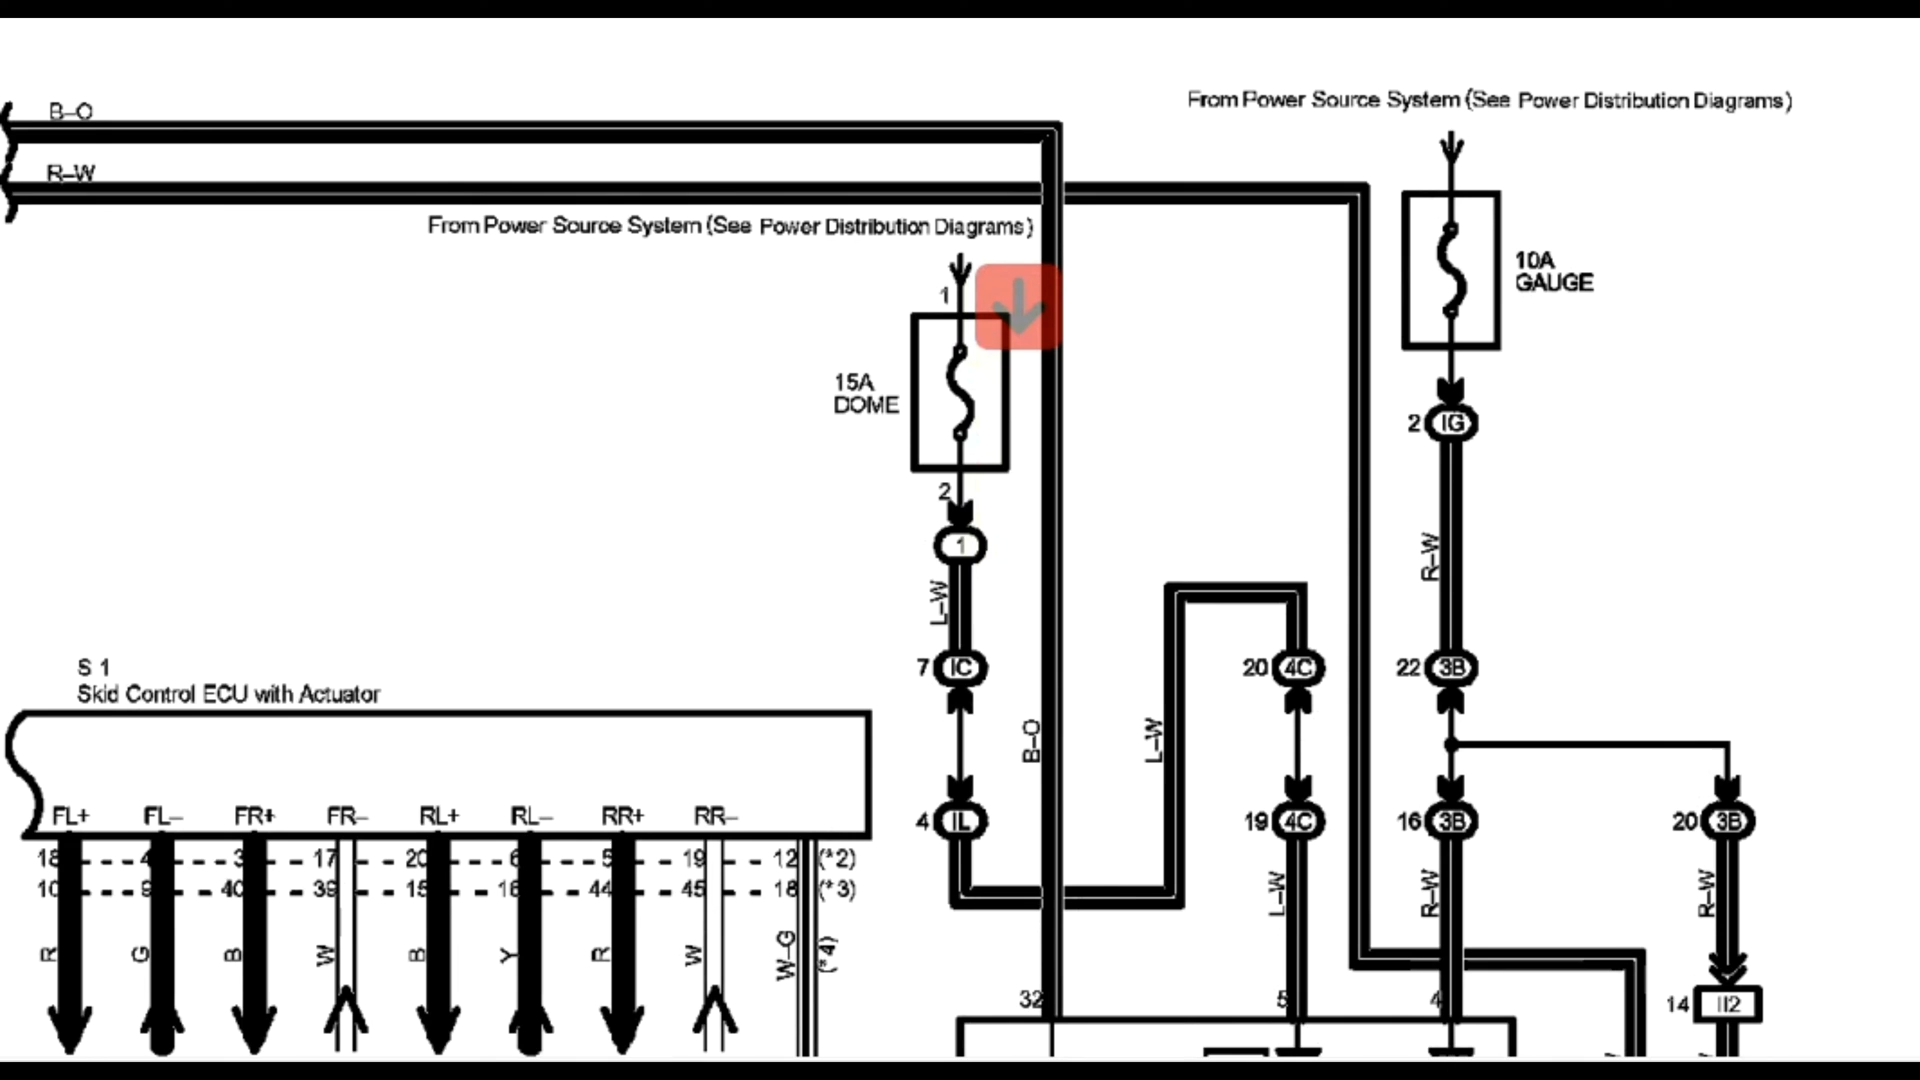 B–O
From Power Source System (See Power Distribution Diagrams)
R–W
From Power Source System (See Power Distribution Diagrams)
1
10A
GAUGE
15A
DOME
2 IG
2
1
L–W
R–W
S 1
Skid Control ECU with Actuator
7 IC
20 4C
22 3B
B–O
L–W
FL+ FL– FR+ FR– RL+ RL– RR+ RR–
4 IL
19 4C
16 3B
20 3B
18 4 3 17 20 6 5 19 12 (*2)
10 9 40 39 15 16 44 45 18 (*3)
L–W
R–W
R–W
R G B W B Y R W W–G (*4)
32 5 4
14 II2